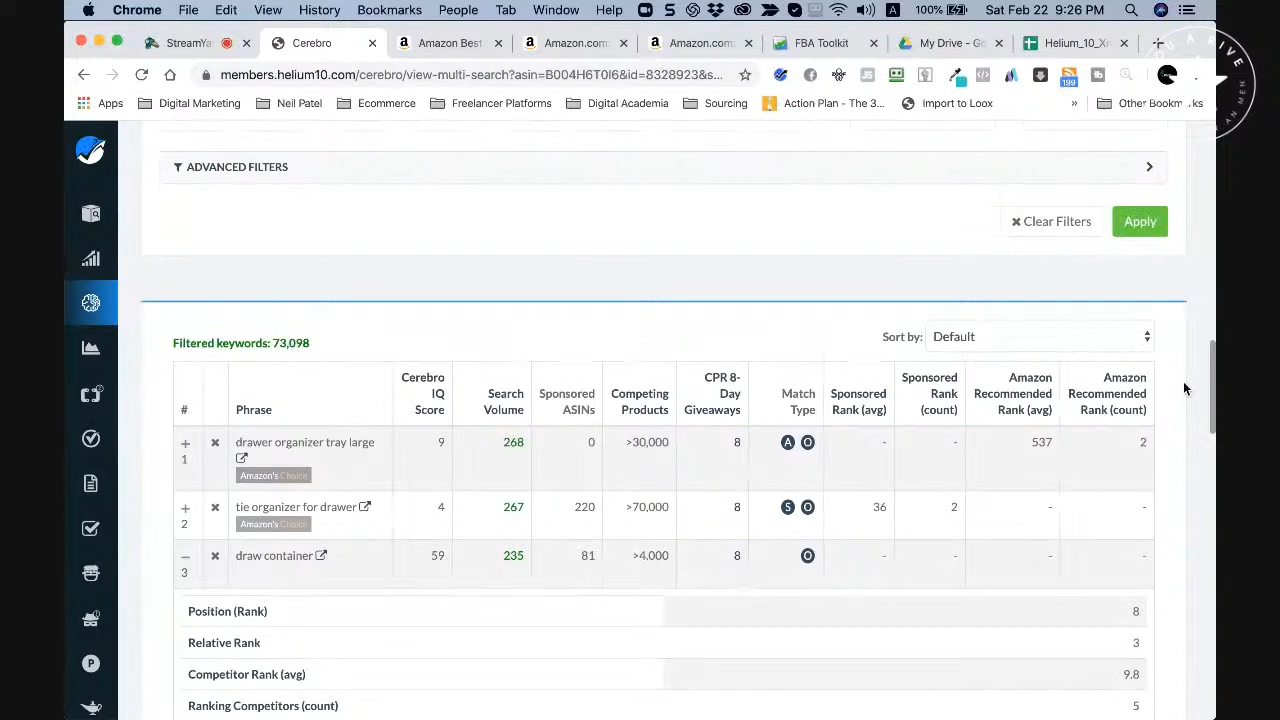 Chrome File Edit View History Bookmarks People Tab Window Help 100% Sat Feb 22 9:26 PM
StreamYa Cerebro Amazon Bes Amazon.com: Amazon.com: FBA Toolkit My Drive - Go Helium_10_Xr
members.helium10.com/cerebro/view-multi-search?asin=B004H6T0I6&id=8328923&s... 199
Apps Digital Marketing Neil Patel Ecommerce Freelancer Platforms Digital Academia Sourcing Action Plan - The 3... Import to Loox » Other Bookmarks
ADVANCED FILTERS
Clear Filters Apply
Filtered keywords: 73,098 Sort by: Default
# Phrase Cerebro IQ Score Search Volume Sponsored ASINs Competing Products CPR 8-Day Giveaways Match Type Sponsored Rank (avg) Sponsored Rank (count) Amazon Recommended Rank (avg) Amazon Recommended Rank (count)
1 drawer organizer tray large 9 268 0 >30,000 8 A O - - 537 2
Amazon's Choice
2 tie organizer for drawer 4 267 220 >70,000 8 S O 36 2 - -
Amazon's Choice
3 draw container 59 235 81 >4,000 8 O - - - -
Position (Rank) 8
Relative Rank 3
Competitor Rank (avg) 9.8
Ranking Competitors (count) 5